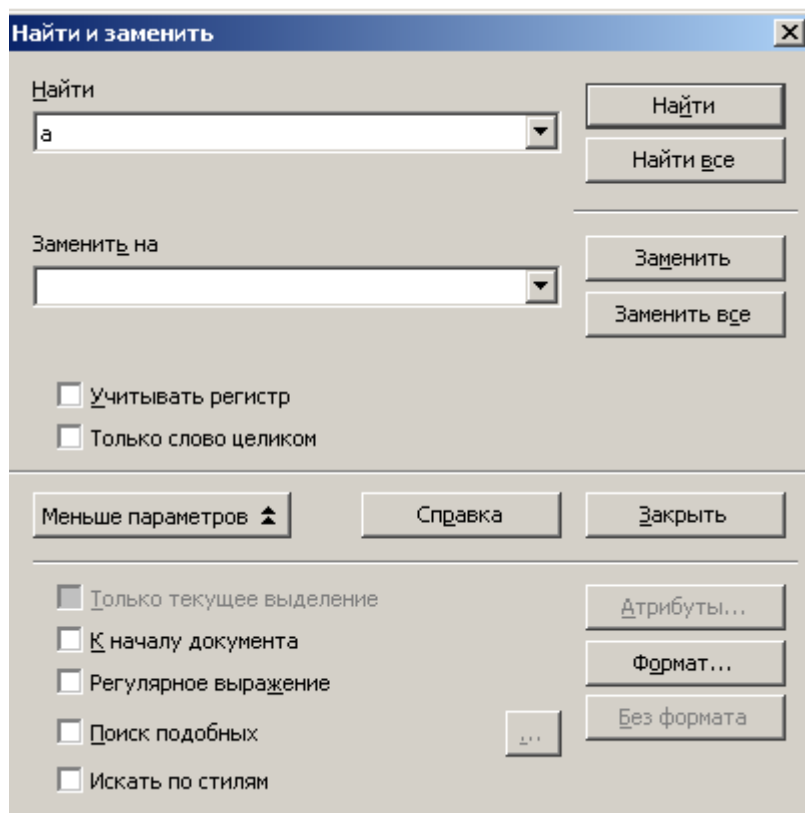 Найти и заменить
Найти
а
Найти
Найти все
Заменить на
Заменить
Заменить все
Учитывать регистр
Только слово целиком
Меньше параметров
Справка
Закрыть
Только текущее выделение
Атрибуты...
К началу документа
Формат...
Регулярное выражение
Без формата
Поиск подобных
...
Искать по стилям